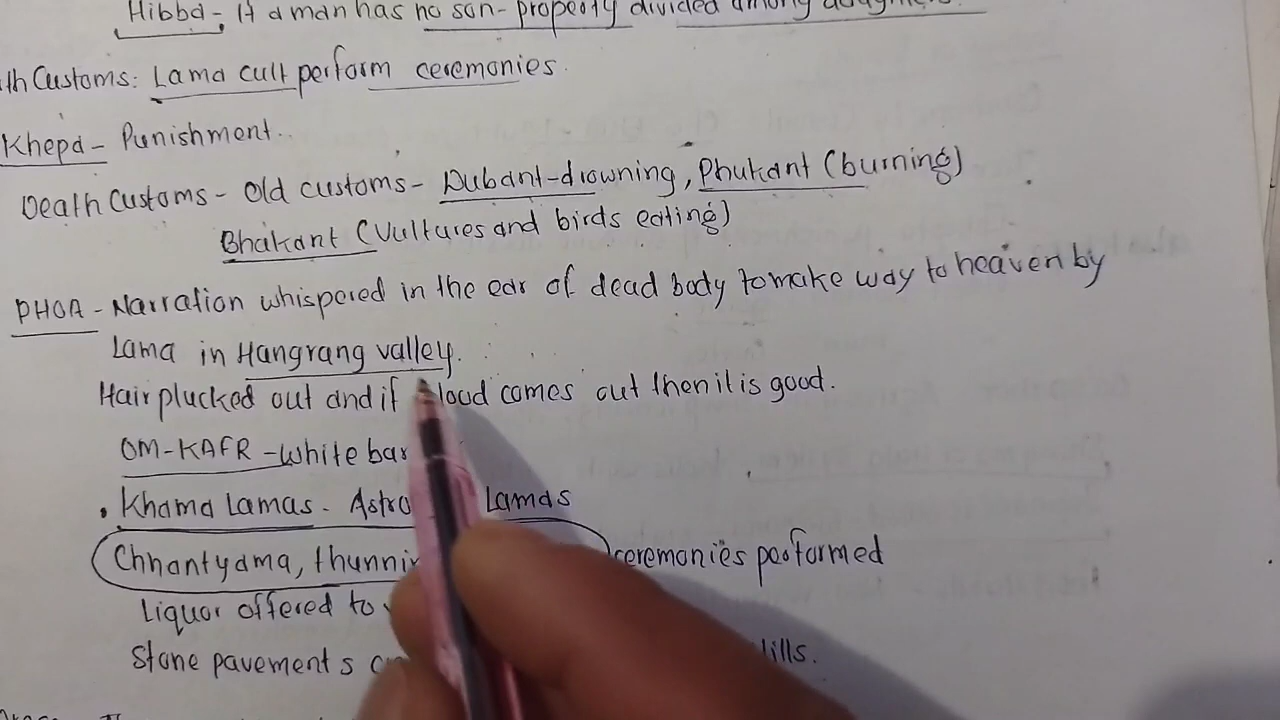 Hibba - If a man has no son - property divided among
th Customs: Lama cult perform ceremonies.
Khepa - Punishment..
Death Customs - Old customs - Dubant - drowning, Phukant (burning)
Bhakant (Vultures and birds eating)
PHOA - Narration whispered in the ear of dead body to make way to heaven by
Lama in Hangrang valley.
Hair plucked out and if blood comes out then it is good.
OM-KAFR - white bar
. Khama Lamas - Astro Lamas
Chhantyama, thunni ceremonies performed
Liquor offered to
Stone pavements